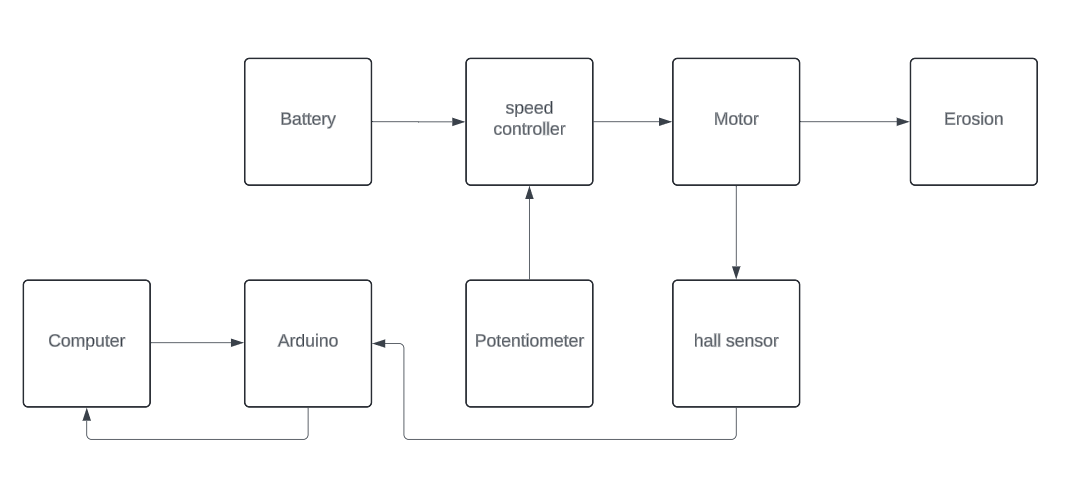 Battery
speed
controller
Motor
Erosion
Computer
Arduino
Potentiometer
hall sensor